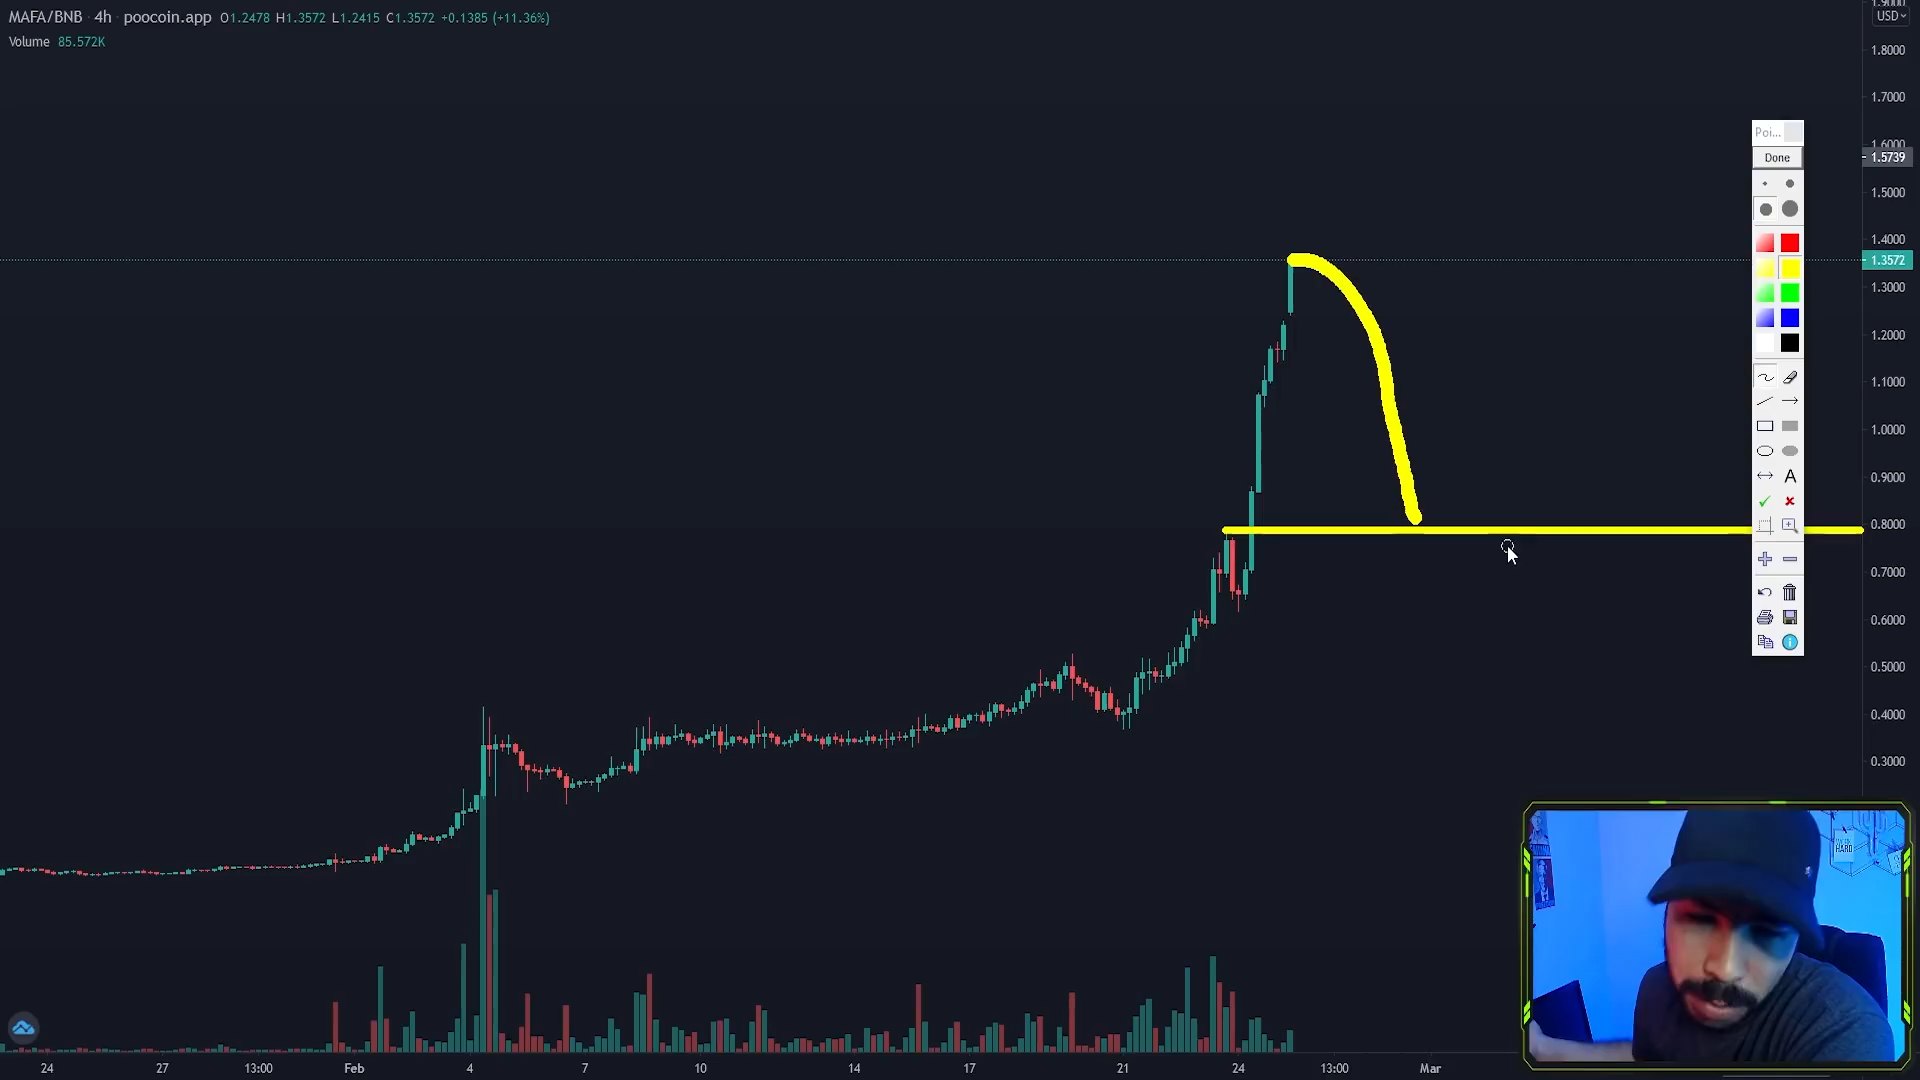 MAFA/BNB 4h poocoin.app O1.2478 H1.3572 L1.2415 C1.3572 +0.1385 (+11.36%)
USD
Volume 85.572K
1.8000
1.7000
Poi...
Done
1.5739
1.5000
1.4000
1.3572
1.3000
1.2000
1.1000
1.0000
0.9000
A
0.8000
0.7000
0.6000
0.5000
0.4000
0.3000
HARD
24 27 13:00 Feb 4 7 10 14 17 21 24 13:00 Mar